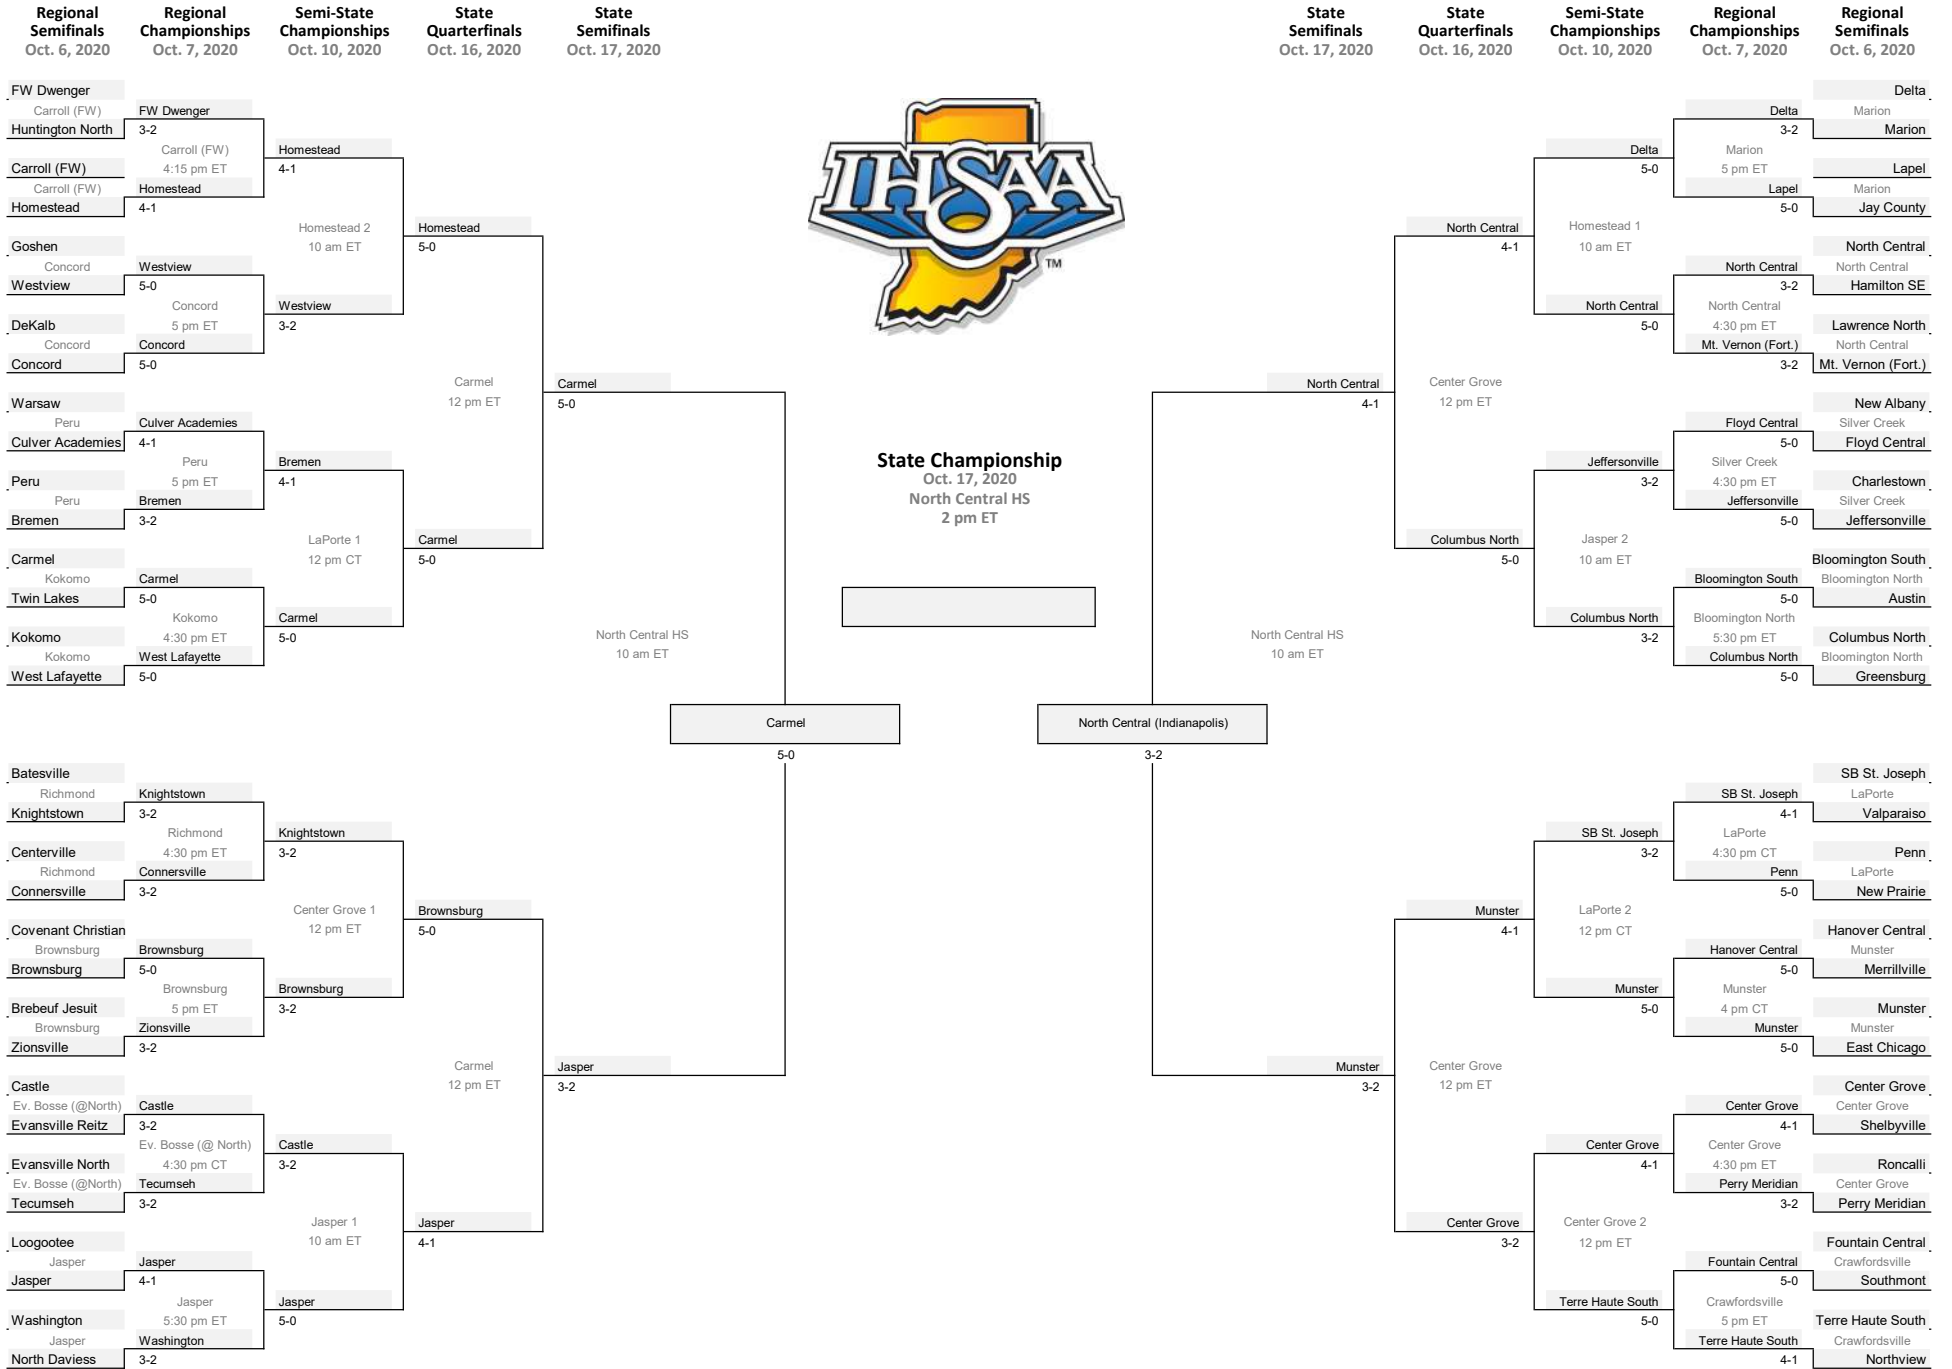 Regional Semifinals Oct. 6, 2020
Regional Championships Oct. 7, 2020
Semi-State Championships Oct. 10, 2020
State Quarterfinals Oct. 16, 2020
State Semifinals Oct. 17, 2020
State Semifinals Oct. 17, 2020
State Quarterfinals Oct. 16, 2020
Semi-State Championships Oct. 10, 2020
Regional Championships Oct. 7, 2020
Regional Semifinals Oct. 6, 2020
FW Dwenger
Carroll (FW)
Huntington North
Carroll (FW)
Carroll (FW)
Homestead
Goshen
Concord
Westview
DeKalb
Concord
Concord
Warsaw
Peru
Culver Academies
Peru
Peru
Bremen
Carmel
Kokomo
Twin Lakes
Kokomo
Kokomo
West Lafayette
Batesville
Richmond
Knightstown
Centerville
Richmond
Connersville
Covenant Christian
Brownsburg
Brownsburg
Brebeuf Jesuit
Brownsburg
Zionsville
Castle
Ev. Bosse (@North)
Evansville Reitz
Evansville North
Ev. Bosse (@North)
Tecumseh
Loogootee
Jasper
Jasper
Washington
Jasper
North Daviess
FW Dwenger
3-2
Carroll (FW)
4:15 pm ET
Homestead
4-1
Westview
5-0
Concord
5 pm ET
Concord
5-0
Culver Academies
4-1
Peru
5 pm ET
Bremen
3-2
Carmel
5-0
Kokomo
4:30 pm ET
West Lafayette
5-0
Knightstown
3-2
Richmond
4:30 pm ET
Connersville
3-2
Brownsburg
5-0
Brownsburg
5 pm ET
Zionsville
3-2
Castle
3-2
Ev. Bosse (@ North)
4:30 pm CT
Tecumseh
3-2
Jasper
4-1
Jasper
5:30 pm ET
Washington
3-2
Homestead
4-1
Homestead 2
10 am ET
Westview
3-2
Bremen
4-1
LaPorte 1
12 pm CT
Carmel
5-0
Knightstown
3-2
Center Grove 1
12 pm ET
Brownsburg
3-2
Castle
3-2
Jasper 1
10 am ET
Jasper
5-0
Homestead
5-0
Carmel
12 pm ET
Carmel
5-0
Brownsburg
5-0
Carmel
12 pm ET
Jasper
4-1
Carmel
5-0
North Central HS
10 am ET
Jasper
3-2
Carmel
5-0
IHSAA
TM
State Championship
Oct. 17, 2020
North Central HS
2 pm ET
North Central (Indianapolis)
3-2
North Central
4-1
North Central HS
10 am ET
Munster
3-2
North Central
4-1
Center Grove
12 pm ET
Columbus North
5-0
Munster
4-1
Center Grove
12 pm ET
Center Grove
3-2
Delta
5-0
Homestead 1
10 am ET
North Central
5-0
Jeffersonville
3-2
Jasper 2
10 am ET
Columbus North
3-2
SB St. Joseph
3-2
LaPorte 2
12 pm CT
Munster
5-0
Center Grove
4-1
Center Grove 2
12 pm ET
Terre Haute South
5-0
Delta
3-2
Marion
5 pm ET
Lapel
5-0
North Central
3-2
North Central
4:30 pm ET
Mt. Vernon (Fort.)
3-2
Floyd Central
5-0
Silver Creek
4:30 pm ET
Jeffersonville
5-0
Bloomington South
5-0
Bloomington North
5:30 pm ET
Columbus North
5-0
SB St. Joseph
4-1
LaPorte
4:30 pm CT
Penn
5-0
Hanover Central
5-0
Munster
4 pm CT
Munster
5-0
Center Grove
4-1
Center Grove
4:30 pm ET
Perry Meridian
3-2
Fountain Central
5-0
Crawfordsville
5 pm ET
Terre Haute South
4-1
Delta
Marion
Marion
Lapel
Marion
Jay County
North Central
North Central
Hamilton SE
Lawrence North
North Central
Mt. Vernon (Fort.)
New Albany
Silver Creek
Floyd Central
Charlestown
Silver Creek
Jeffersonville
Bloomington South
Bloomington North
Austin
Columbus North
Bloomington North
Greensburg
SB St. Joseph
LaPorte
Valparaiso
Penn
LaPorte
New Prairie
Hanover Central
Munster
Merrillville
Munster
Munster
East Chicago
Center Grove
Center Grove
Shelbyville
Roncalli
Center Grove
Perry Meridian
Fountain Central
Crawfordsville
Southmont
Terre Haute South
Crawfordsville
Northview